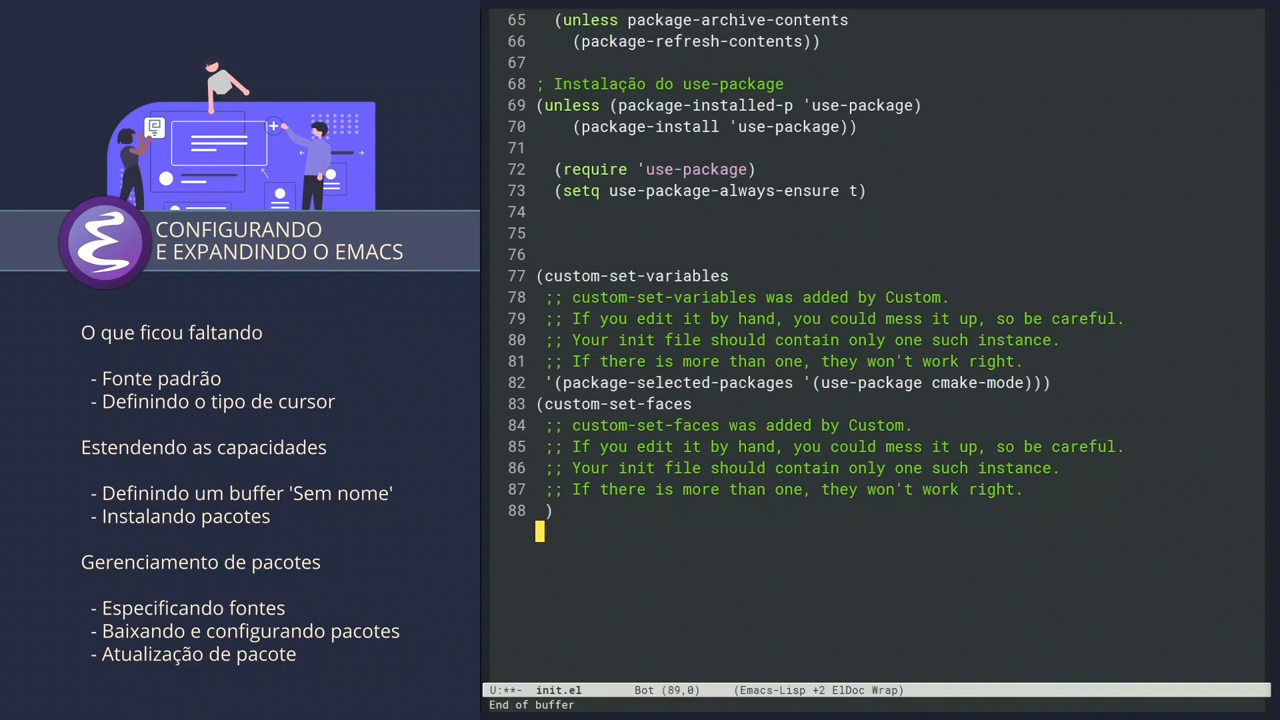 CONFIGURANDO
E EXPANDINDO O EMACS
O que ficou faltando
- Fonte padrão
- Definindo o tipo de cursor
Estendendo as capacidades
- Definindo um buffer 'Sem nome'
- Instalando pacotes
Gerenciamento de pacotes
- Especificando fontes
- Baixando e configurando pacotes
- Atualização de pacote
65 (unless package-archive-contents
66 (package-refresh-contents))
67
68 ; Instalação do use-package
69 (unless (package-installed-p 'use-package)
70 (package-install 'use-package))
71
72 (require 'use-package)
73 (setq use-package-always-ensure t)
74
75
76
77 (custom-set-variables
78 ;; custom-set-variables was added by Custom.
79 ;; If you edit it by hand, you could mess it up, so be careful.
80 ;; Your init file should contain only one such instance.
81 ;; If there is more than one, they won't work right.
82 '(package-selected-packages '(use-package cmake-mode)))
83 (custom-set-faces
84 ;; custom-set-faces was added by Custom.
85 ;; If you edit it by hand, you could mess it up, so be careful.
86 ;; Your init file should contain only one such instance.
87 ;; If there is more than one, they won't work right.
88 )
U:**- init.el Bot (89,0) (Emacs-Lisp +2 ElDoc Wrap)
End of buffer